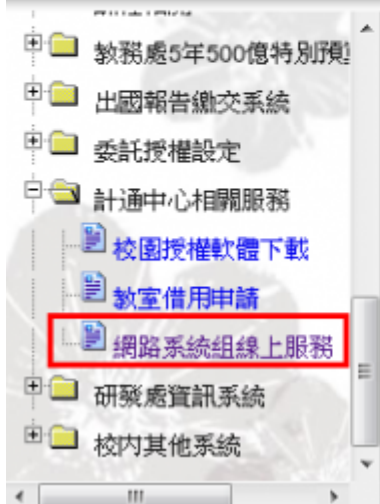 教務處5年500億特別預
出國報告繳交系統
委託授權設定
計通中心相關服務
校園授權軟體下載
教室借用申請
網路系統組線上服務
研發處資訊系統
校內其他系統